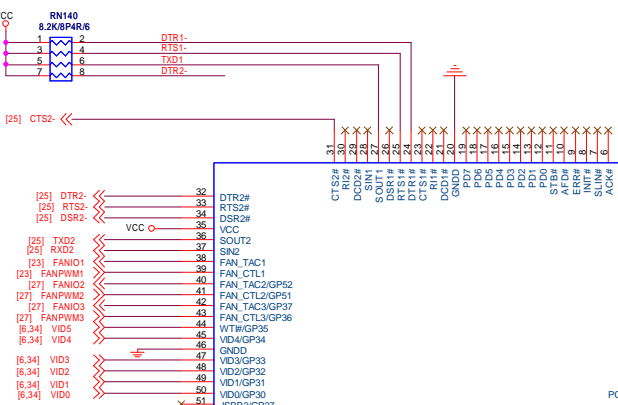 VCC
RN140
8.2K/8P4R/6
1 2 DTR1-
3 4 RTS1-
5 6 TXD1
7 8 DTR2-
[25] CTS2-
31 30 29 28 27 26 25 24 23 22 21 20 19 18 17 16 15 14 13 12 11 10 9 8 7 6
CTS2# RI2# DCD2# SIN1 SOUT1 DSR1# RTS1# DTR1# CTS1# RI1# DCD1# GNDD PD7 PD6 PD5 PD4 PD3 PD2 PD1 PD0 STB# AFD# ERR# INIT# SLIN# ACK#
[25] DTR2- 32 DTR2#
[25] RTS2- 33 RTS2#
[25] DSR2- 34 DSR2#
VCC 35 VCC
[25] TXD2 36 SOUT2
[25] RXD2 37 SIN2
[23] FANIO1 38 FAN_TAC1
[23] FANPWM1 39 FAN_CTL1
[27] FANIO2 40 FAN_TAC2/GP52
[27] FANPWM2 41 FAN_CTL2/GP51
[27] FANIO3 42 FAN_TAC3/GP37
[27] FANPWM3 43 FAN_CTL3/GP36
[6,34] VID5 44 WTI#/GP35
[6,34] VID4 45 VID4/GP34
46 GNDD
[6,34] VID3 47 VID3/GP33
[6,34] VID2 48 VID2/GP32
[6,34] VID1 49 VID1/GP31
[6,34] VID0 50 VID0/GP30
51